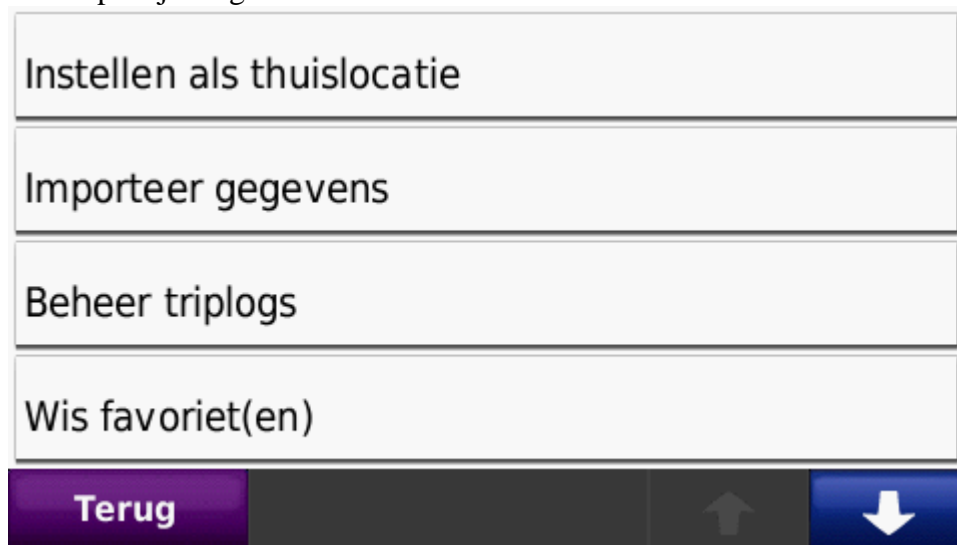 Instellen als thuislocatie
Importeer gegevens
Beheer triplogs
Wis favoriet(en)
Terug